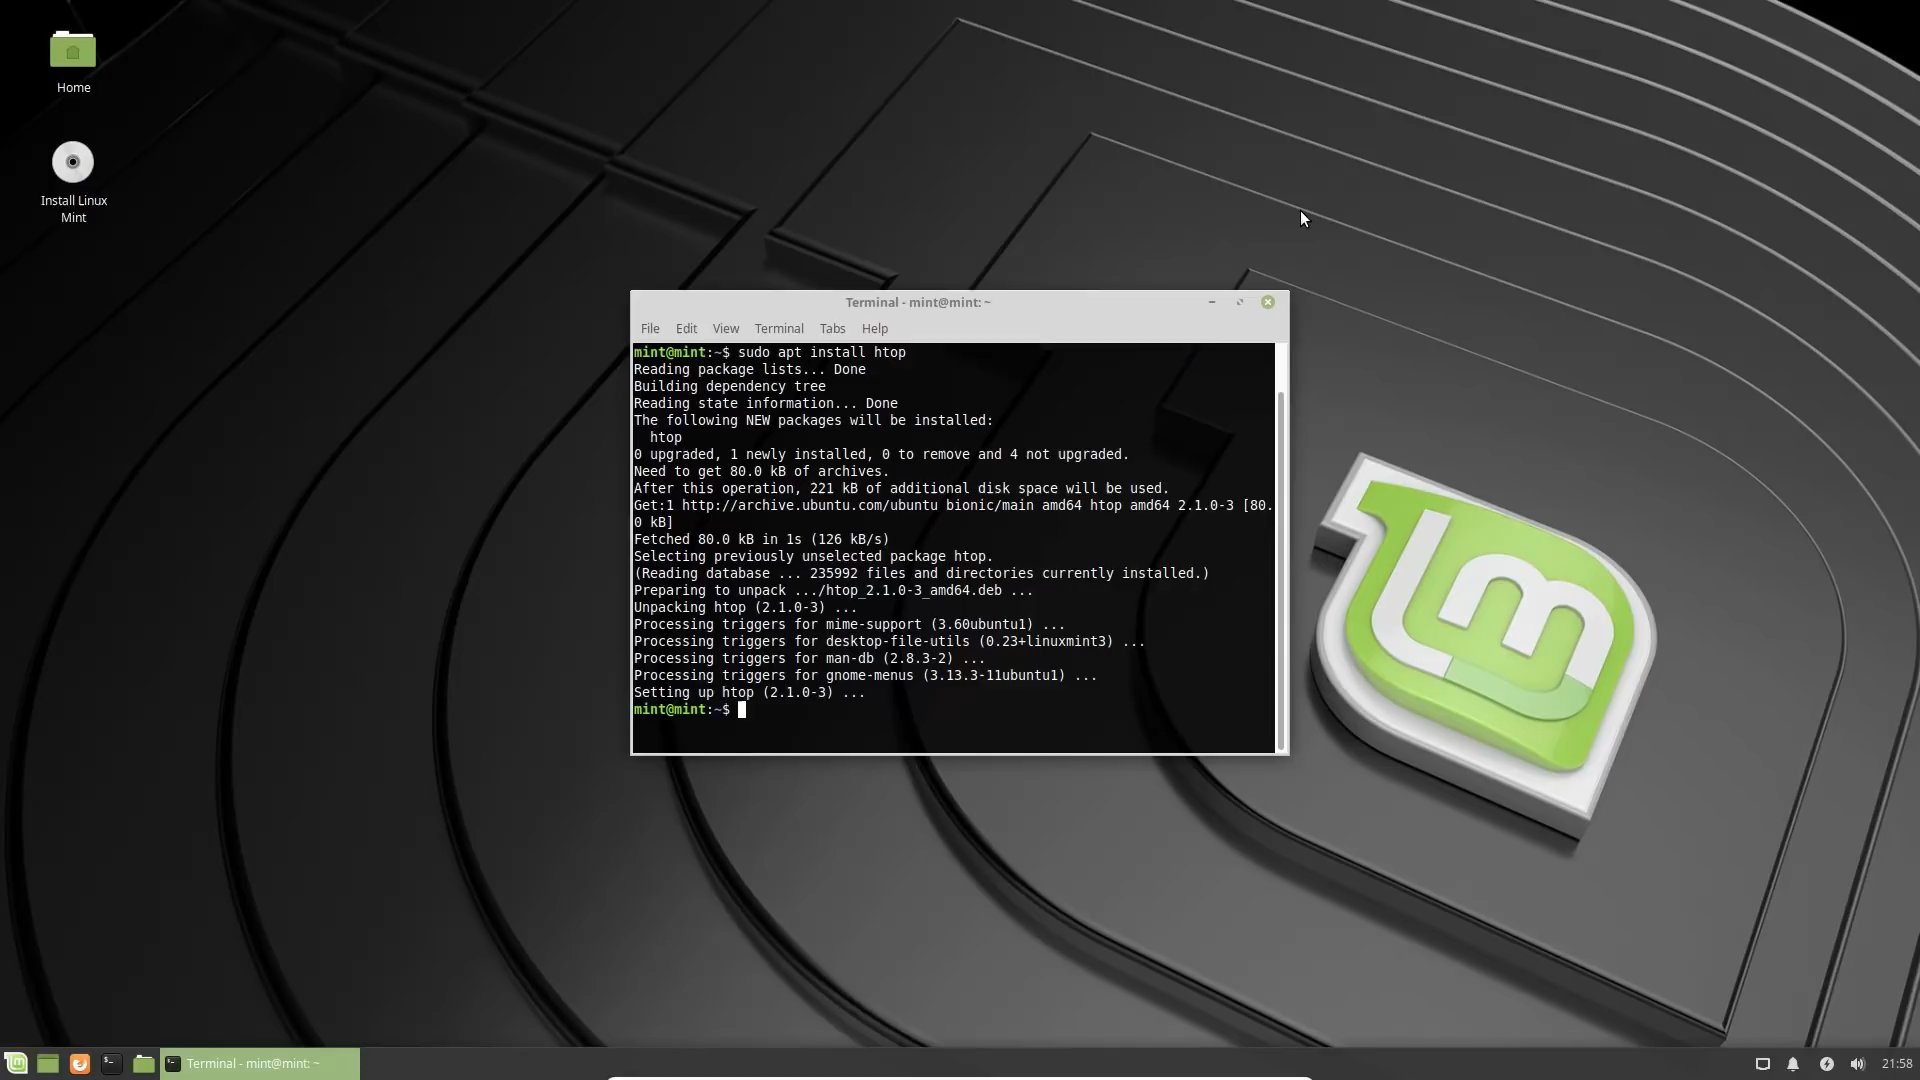 Home
Install Linux
Mint
Terminal - mint@mint: ~
File Edit View Terminal Tabs Help
mint@mint:~$ sudo apt install htop
Reading package lists... Done
Building dependency tree
Reading state information... Done
The following NEW packages will be installed:
  htop
0 upgraded, 1 newly installed, 0 to remove and 4 not upgraded.
Need to get 80.0 kB of archives.
After this operation, 221 kB of additional disk space will be used.
Get:1 http://archive.ubuntu.com/ubuntu bionic/main amd64 htop amd64 2.1.0-3 [80.
0 kB]
Fetched 80.0 kB in 1s (126 kB/s)
Selecting previously unselected package htop.
(Reading database ... 235992 files and directories currently installed.)
Preparing to unpack .../htop_2.1.0-3_amd64.deb ...
Unpacking htop (2.1.0-3) ...
Processing triggers for mime-support (3.60ubuntu1) ...
Processing triggers for desktop-file-utils (0.23+linuxmint3) ...
Processing triggers for man-db (2.8.3-2) ...
Processing triggers for gnome-menus (3.13.3-11ubuntu1) ...
Setting up htop (2.1.0-3) ...
mint@mint:~$
Terminal - mint@mint: ~
21:58